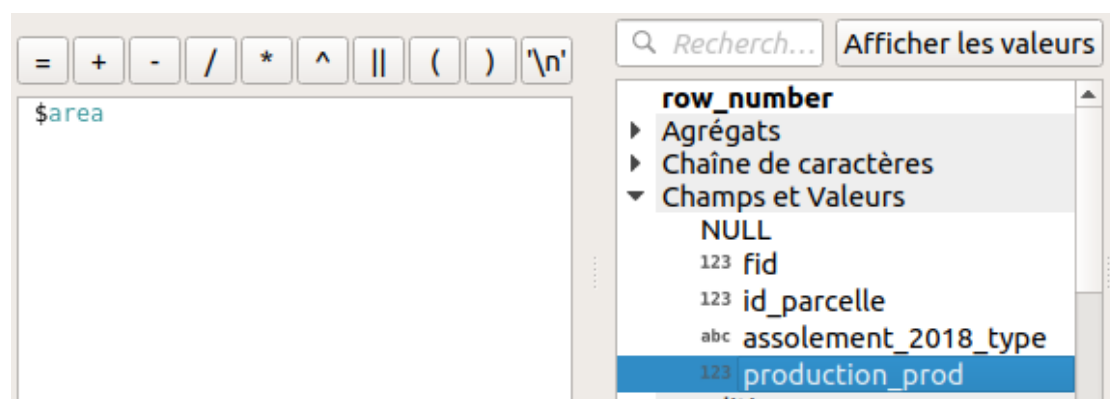 = + - / * ^ || ( ) '\n'
$area
Recherch... Afficher les valeurs
row_number
Agrégats
Chaîne de caractères
Champs et Valeurs
NULL
123 fid
123 id_parcelle
abc assolement_2018_type
123 production_prod